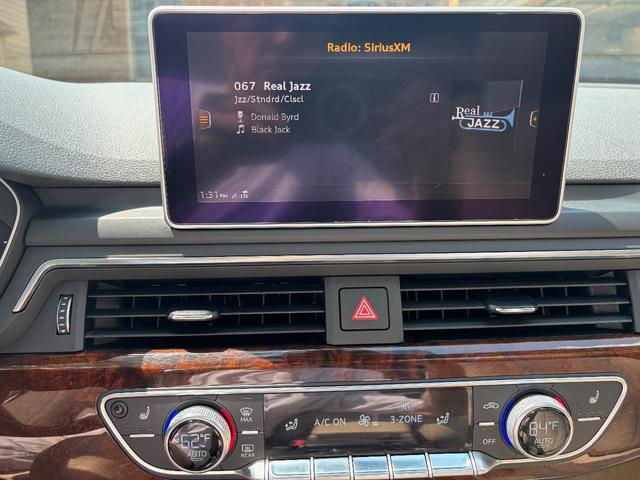 Radio: SiriusXM
067 Real Jazz
Jzz/Stndrd/Clscl
Donald Byrd
Black Jack
Real
JAZZ
1:31 PM LTE
62°F
AUTO
MAX
REAR
A/C ON
3-ZONE
OFF
84°F
AUTO